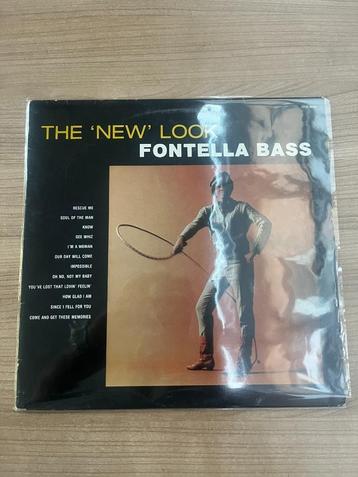 THE 'NEW' LOOK
FONTELLA BASS
RESCUE ME
SOUL OF THE MAN
KNOW
GEE WHIZ
I'M A WOMAN
OUR DAY WILL COME
IMPOSSIBLE
OH NO, NOT MY BABY
YOU'VE LOST THAT LOVIN' FEELIN'
HOW GLAD I AM
SINCE I FELL FOR YOU
COME AND GET THESE MEMORIES